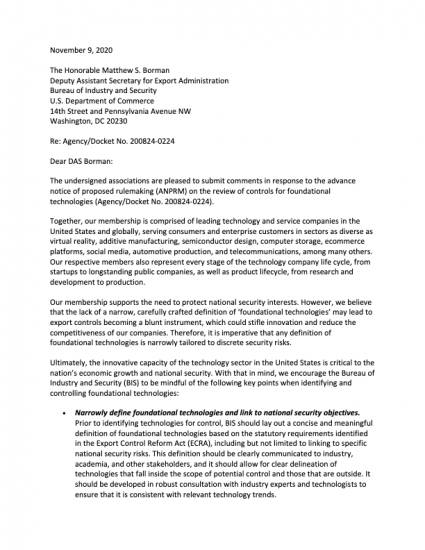 November 9, 2020
The Honorable Matthew S. Borman
Deputy Assistant Secretary for Export Administration
Bureau of Industry and Security
U.S. Department of Commerce
14th Street and Pennsylvania Avenue NW
Washington, DC 20230
Re: Agency/Docket No. 200824-0224
Dear DAS Borman:
The undersigned associations are pleased to submit comments in response to the advance
notice of proposed rulemaking (ANPRM) on the review of controls for foundational
technologies (Agency/Docket No. 200824-0224).
Together, our membership is comprised of leading technology and service companies in the
United States and globally, serving consumers and enterprise customers in sectors as diverse as
virtual reality, additive manufacturing, semiconductor design, computer storage, ecommerce
platforms, social media, automotive production, and telecommunications, among many others.
Our respective members also represent every stage of the technology company life cycle, from
startups to longstanding public companies, as well as product lifecycle, from research and
development to production.
Our membership supports the need to protect national security interests. However, we believe
that the lack of a narrow, carefully crafted definition of 'foundational technologies' may lead to
export controls becoming a blunt instrument, which could stifle innovation and reduce the
competitiveness of our companies. Therefore, it is imperative that any definition of
foundational technologies is narrowly tailored to discrete security risks.
Ultimately, the innovative capacity of the technology sector in the United States is critical to the
nation's economic growth and national security. With that in mind, we encourage the Bureau of
Industry and Security (BIS) to be mindful of the following key points when identifying and
controlling foundational technologies:
• Narrowly define foundational technologies and link to national security objectives.
Prior to identifying technologies for control, BIS should lay out a concise and meaningful
definition of foundational technologies based on the statutory requirements identified
in the Export Control Reform Act (ECRA), including but not limited to linking to specific
national security risks. This definition should be clearly communicated to industry,
academia, and other stakeholders, and it should allow for clear delineation of
technologies that fall inside the scope of potential control and those that are outside. It
should be developed in robust consultation with industry experts and technologists to
ensure that it is consistent with relevant technology trends.